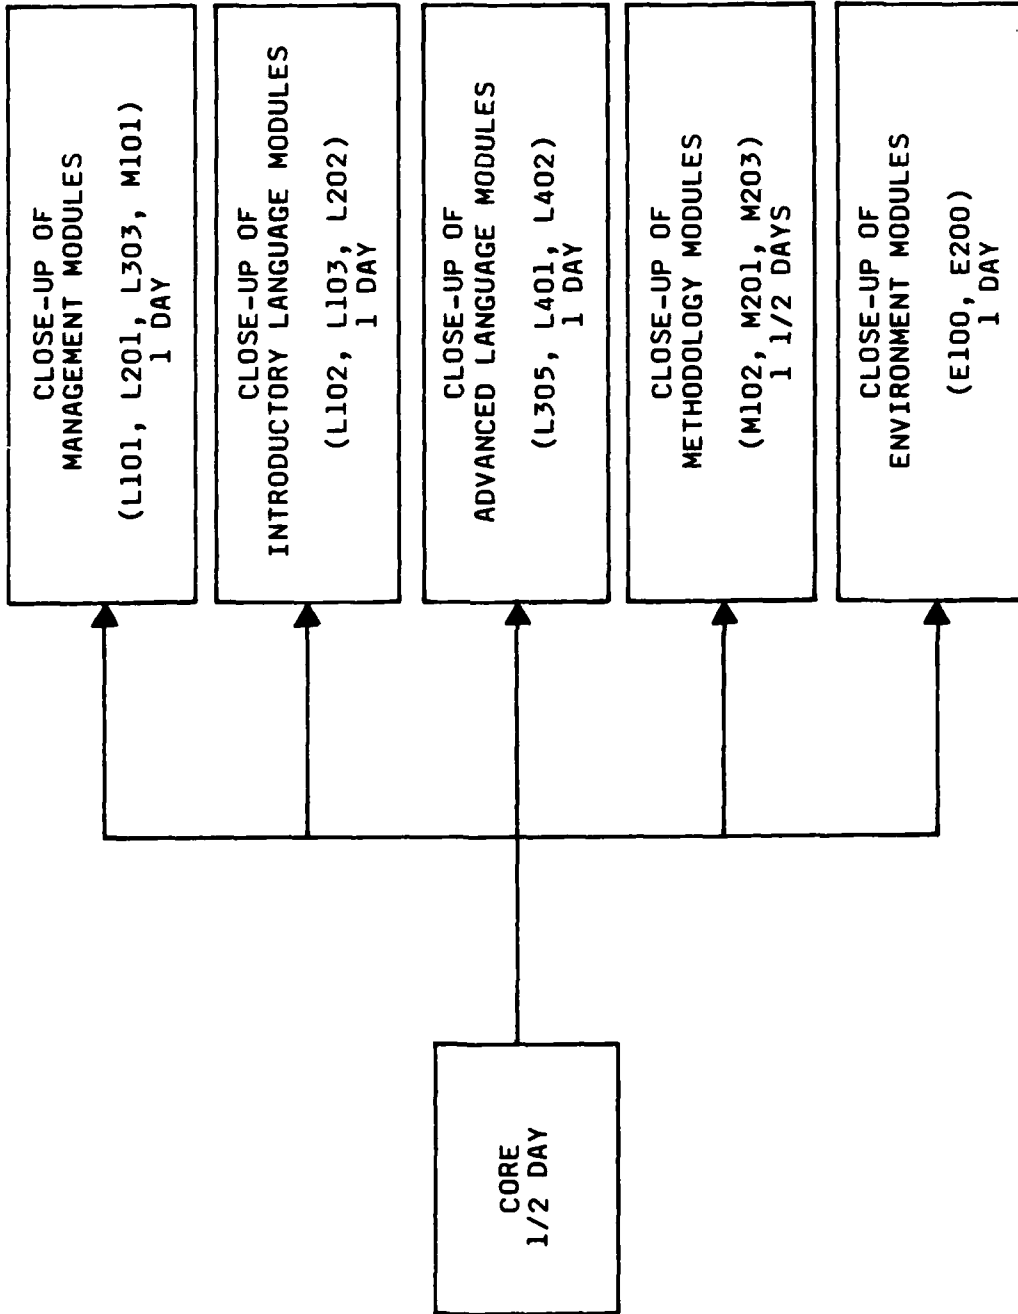 CORE
1/2 DAY
CLOSE-UP OF
MANAGEMENT MODULES
(L101, L201, L303, M101)
1 DAY
CLOSE-UP OF
INTRODUCTORY LANGUAGE MODULES
(L102, L103, L202)
1 DAY
CLOSE-UP OF
ADVANCED LANGUAGE MODULES
(L305, L401, L402)
1 DAY
CLOSE-UP OF
METHODOLOGY MODULES
(M102, M201, M203)
1 1/2 DAYS
CLOSE-UP OF
ENVIRONMENT MODULES
(E100, E200)
1 DAY